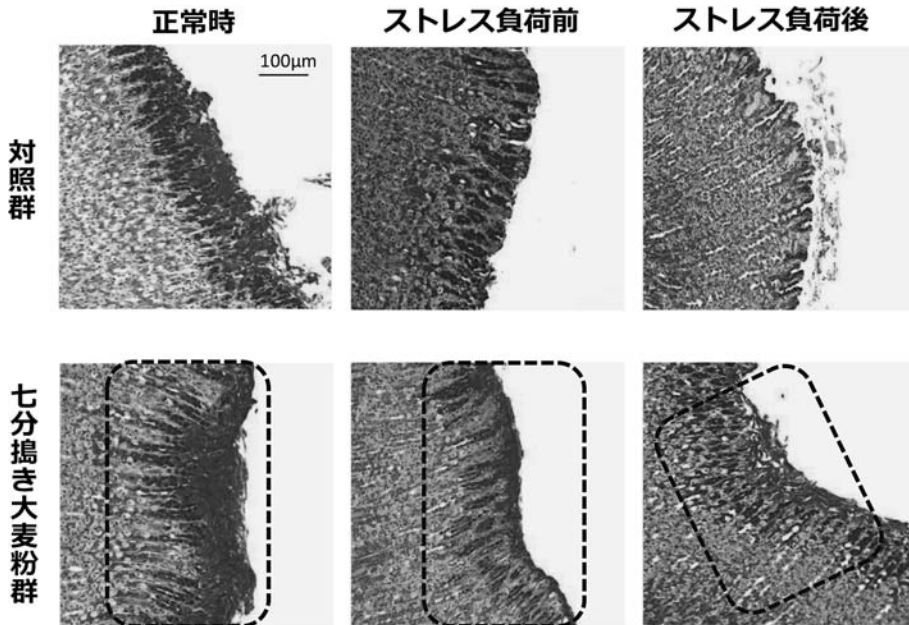 正常時
ストレス負荷前
ストレス負荷後
100μm
対照群
七分搗き大麦粉群